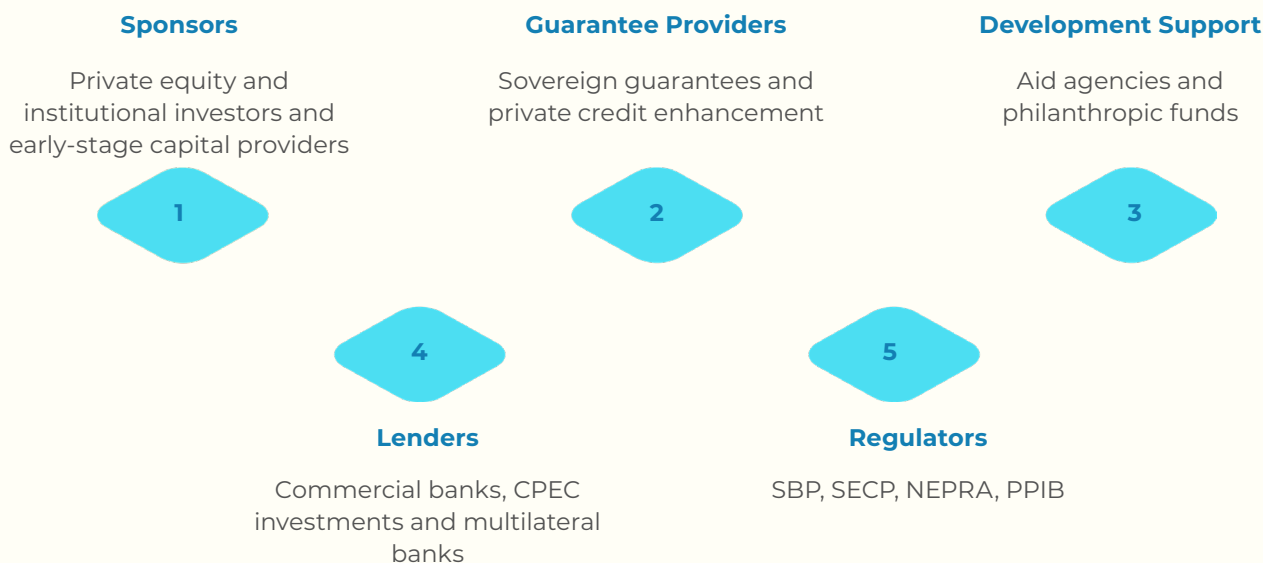 Sponsors
Private equity and
institutional investors and
early-stage capital providers
1
Guarantee Providers
Sovereign guarantees and
private credit enhancement
2
Development Support
Aid agencies and
philanthropic funds
3
4
Lenders
Commercial banks, CPEC
investments and multilateral
banks
5
Regulators
SBP, SECP, NEPRA, PPIB